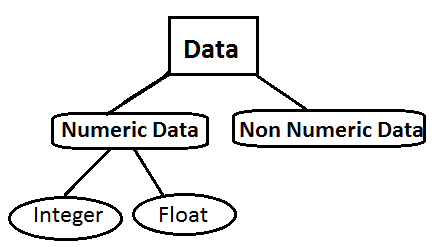 Data
Numeric Data
Non Numeric Data
Integer
Float